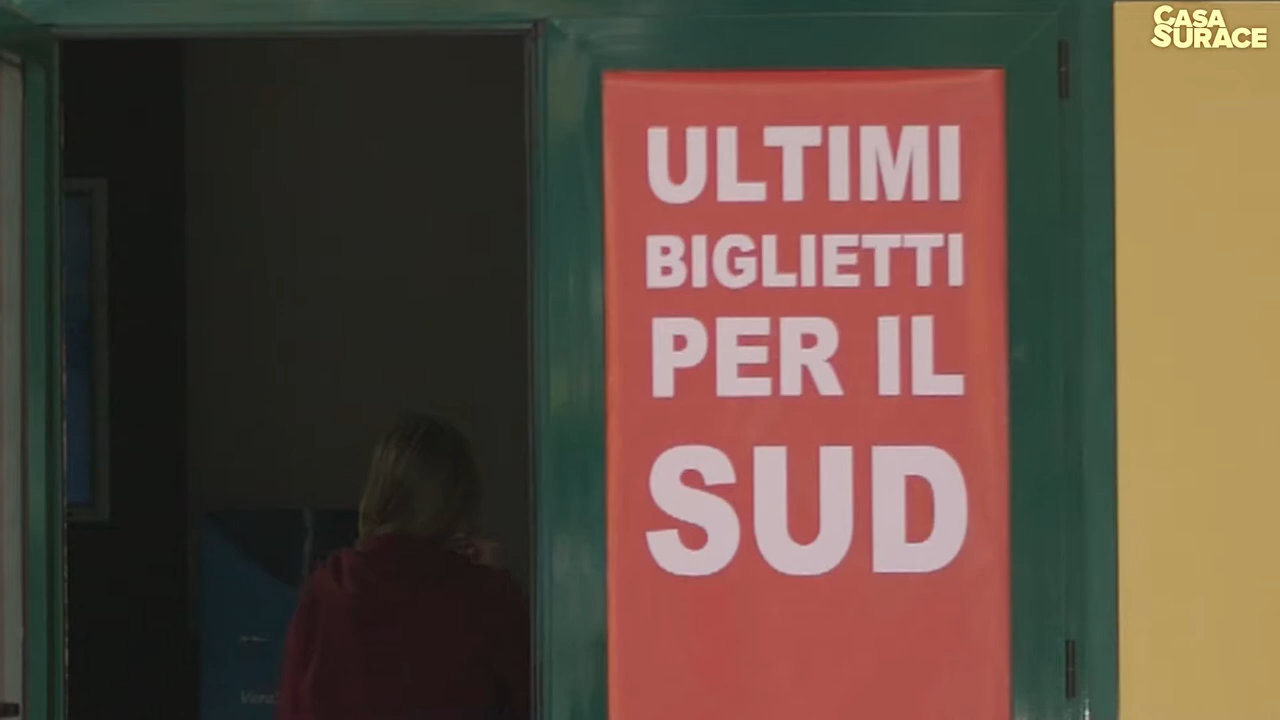 CASA
SURACE
ULTIMI
BIGLIETTI
PER IL
SUD